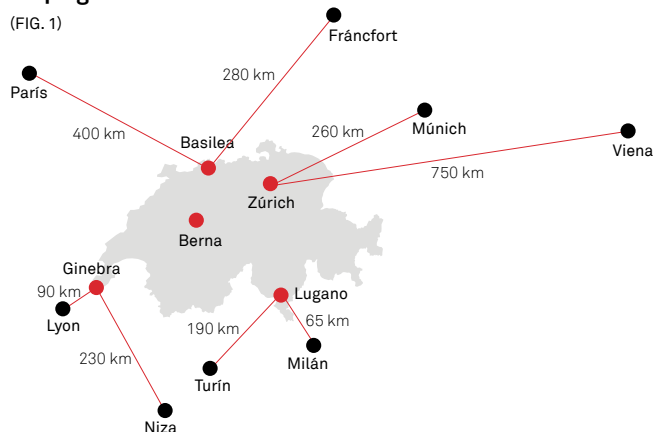 (FIG. 1)
Fráncfort
280 km
París
400 km
Basilea
260 km
Múnich
Viena
750 km
Zúrich
Berna
Ginebra
90 km
Lyon
Lugano
190 km
65 km
230 km
Milán
Turín
Niza